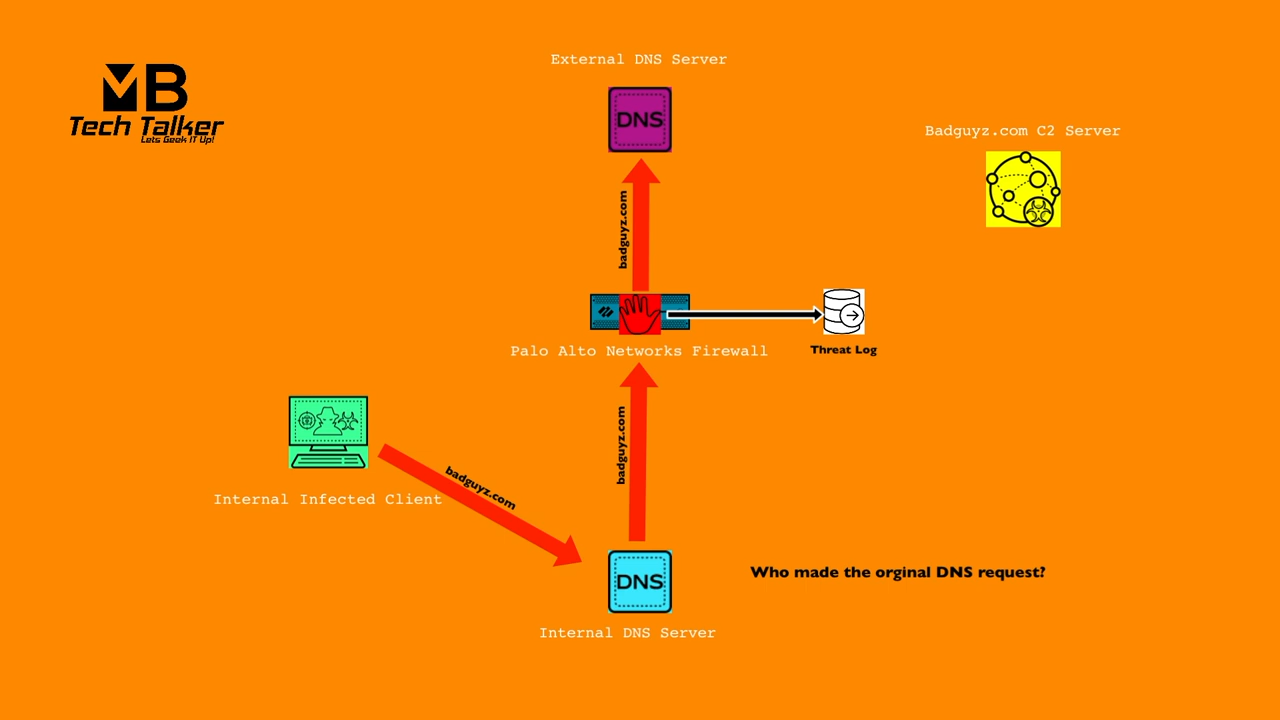 External DNS Server
DNS
MB
Tech Talker
Lets Geek IT Up!
Badguyz.com C2 Server
badguyz.com
Palo Alto Networks Firewall
Threat Log
badguyz.com
badguyz.com
Internal Infected Client
DNS
Who made the orginal DNS request?
Internal DNS Server